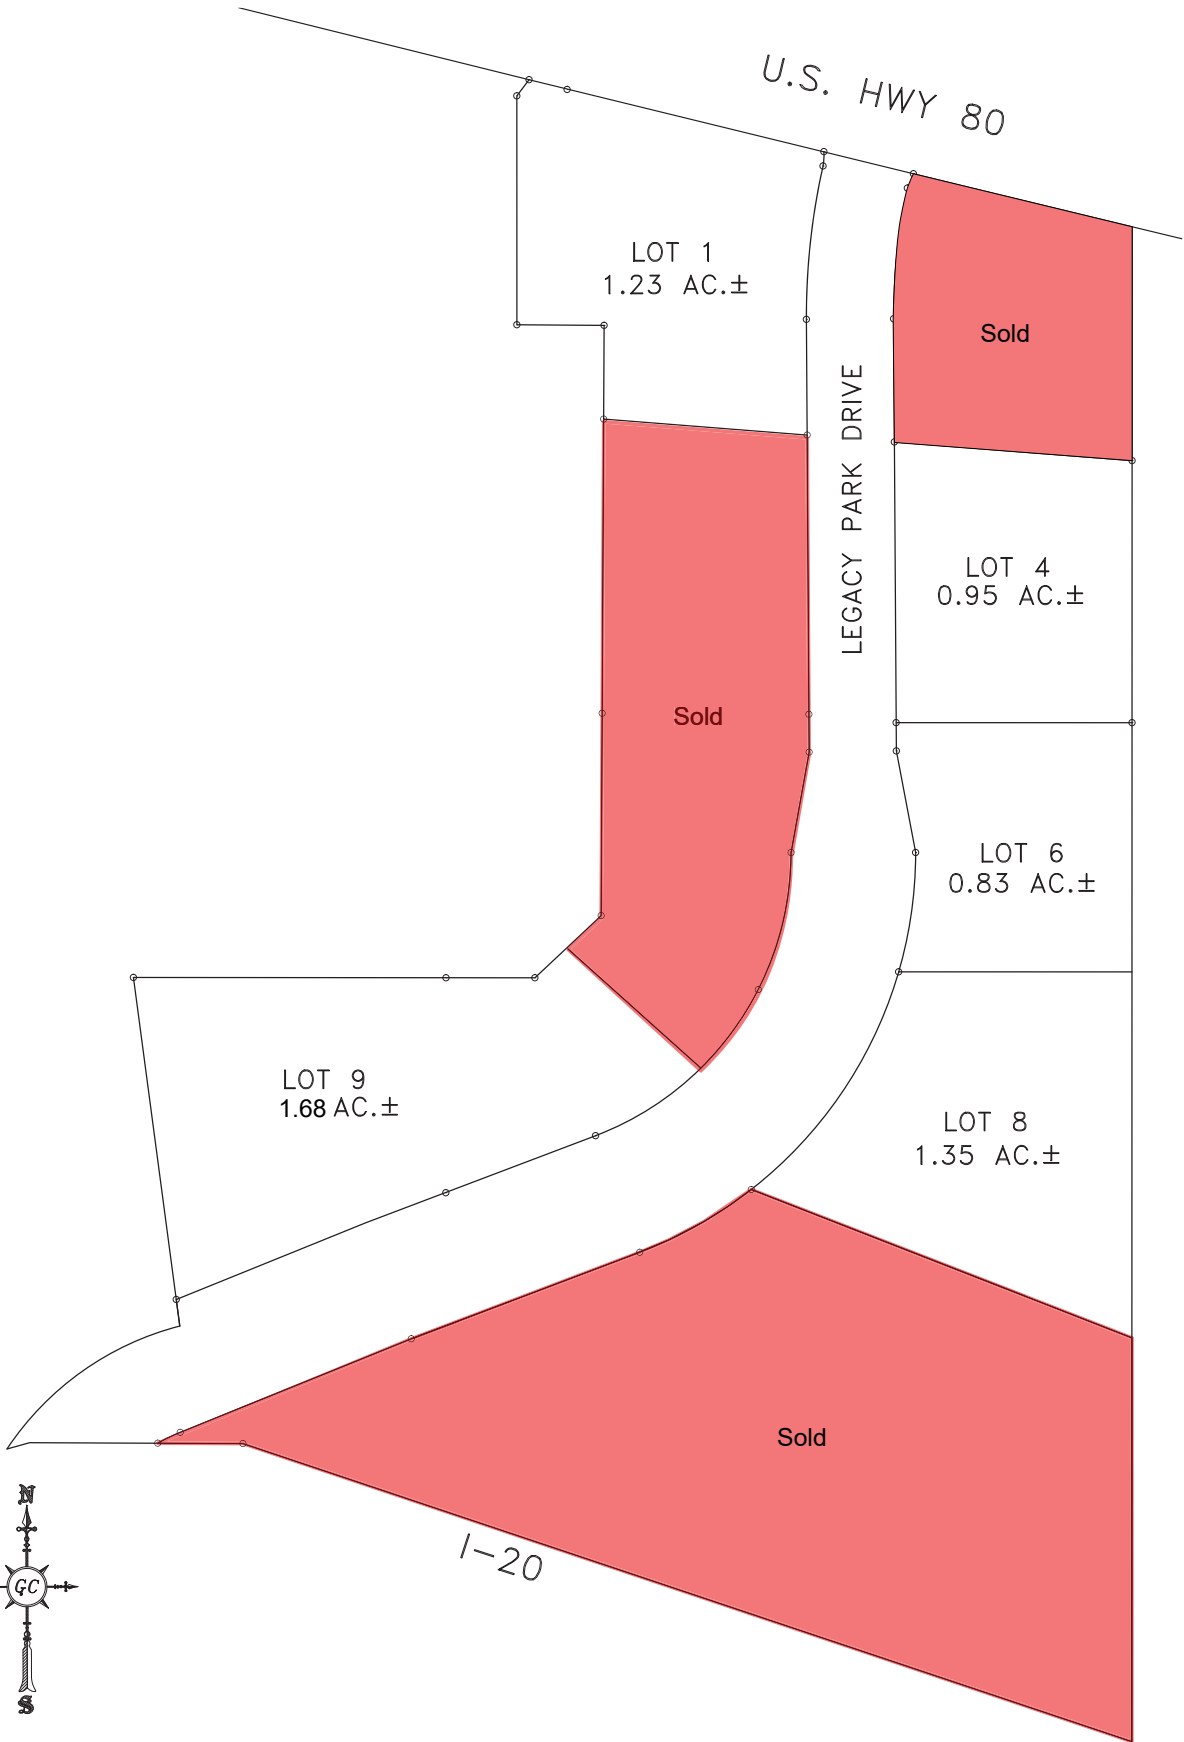 U.S. HWY 80
LOT 1
1.23 AC.±
Sold
LEGACY PARK DRIVE
LOT 4
0.95 AC.±
Sold
LOT 6
0.83 AC.±
LOT 9
1.68 AC.±
LOT 8
1.35 AC.±
Sold
I-20
N
GC
S